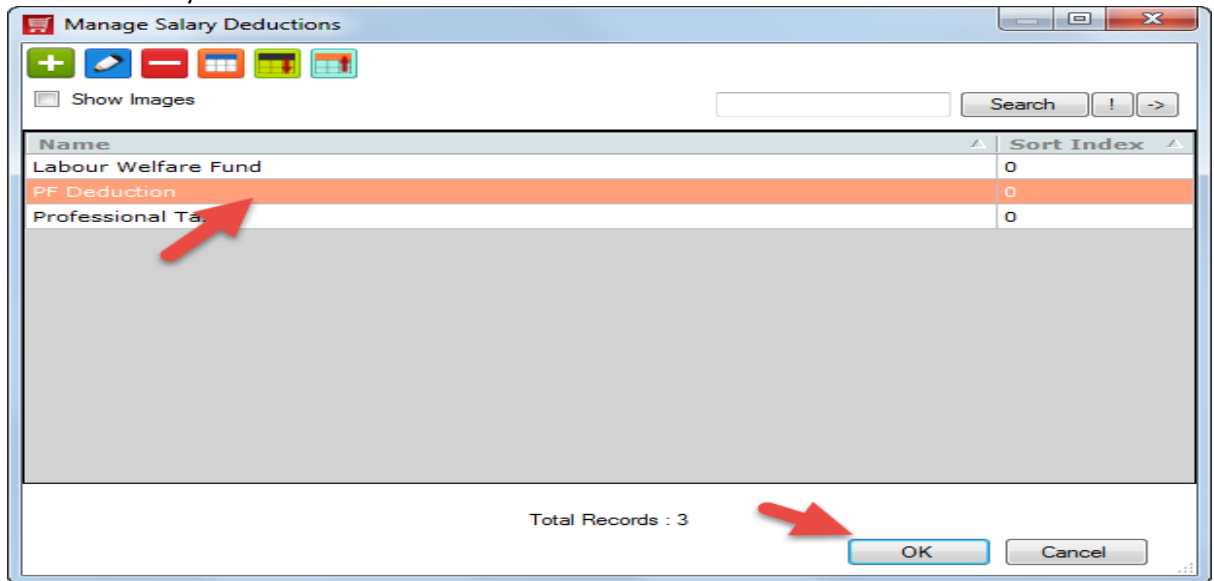 Manage Salary Deductions
Show Images
Search ! ->
Name Sort Index
Labour Welfare Fund 0
PF Deduction 0
Professional 0
Total Records : 3
OK Cancel